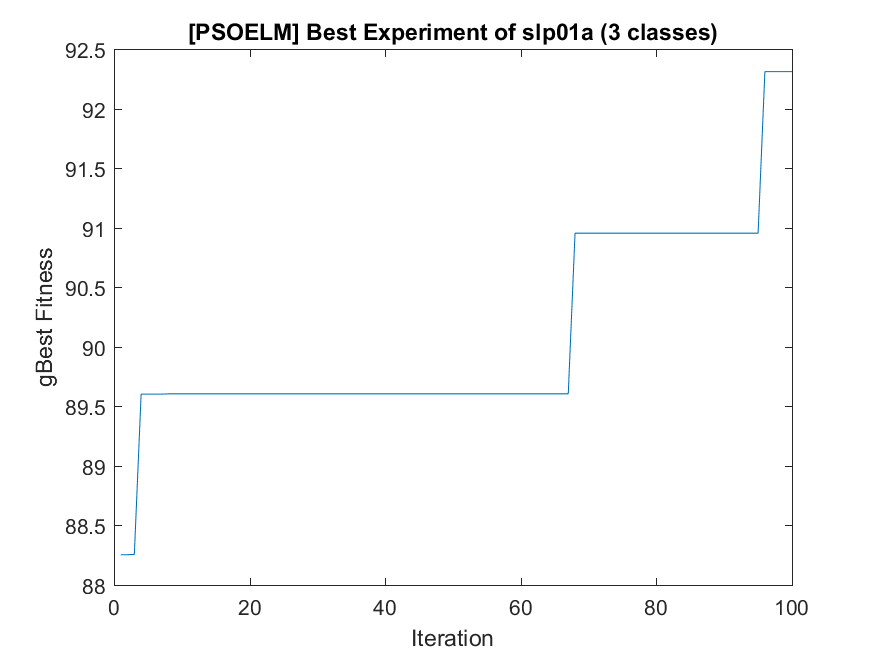 [PSOELM] Best Experiment of slp01a (3 classes)
92.5
92
91.5
91
90.5
90
89.5
89
88.5
88
gBest Fitness
0 20 40 60 80 100
Iteration